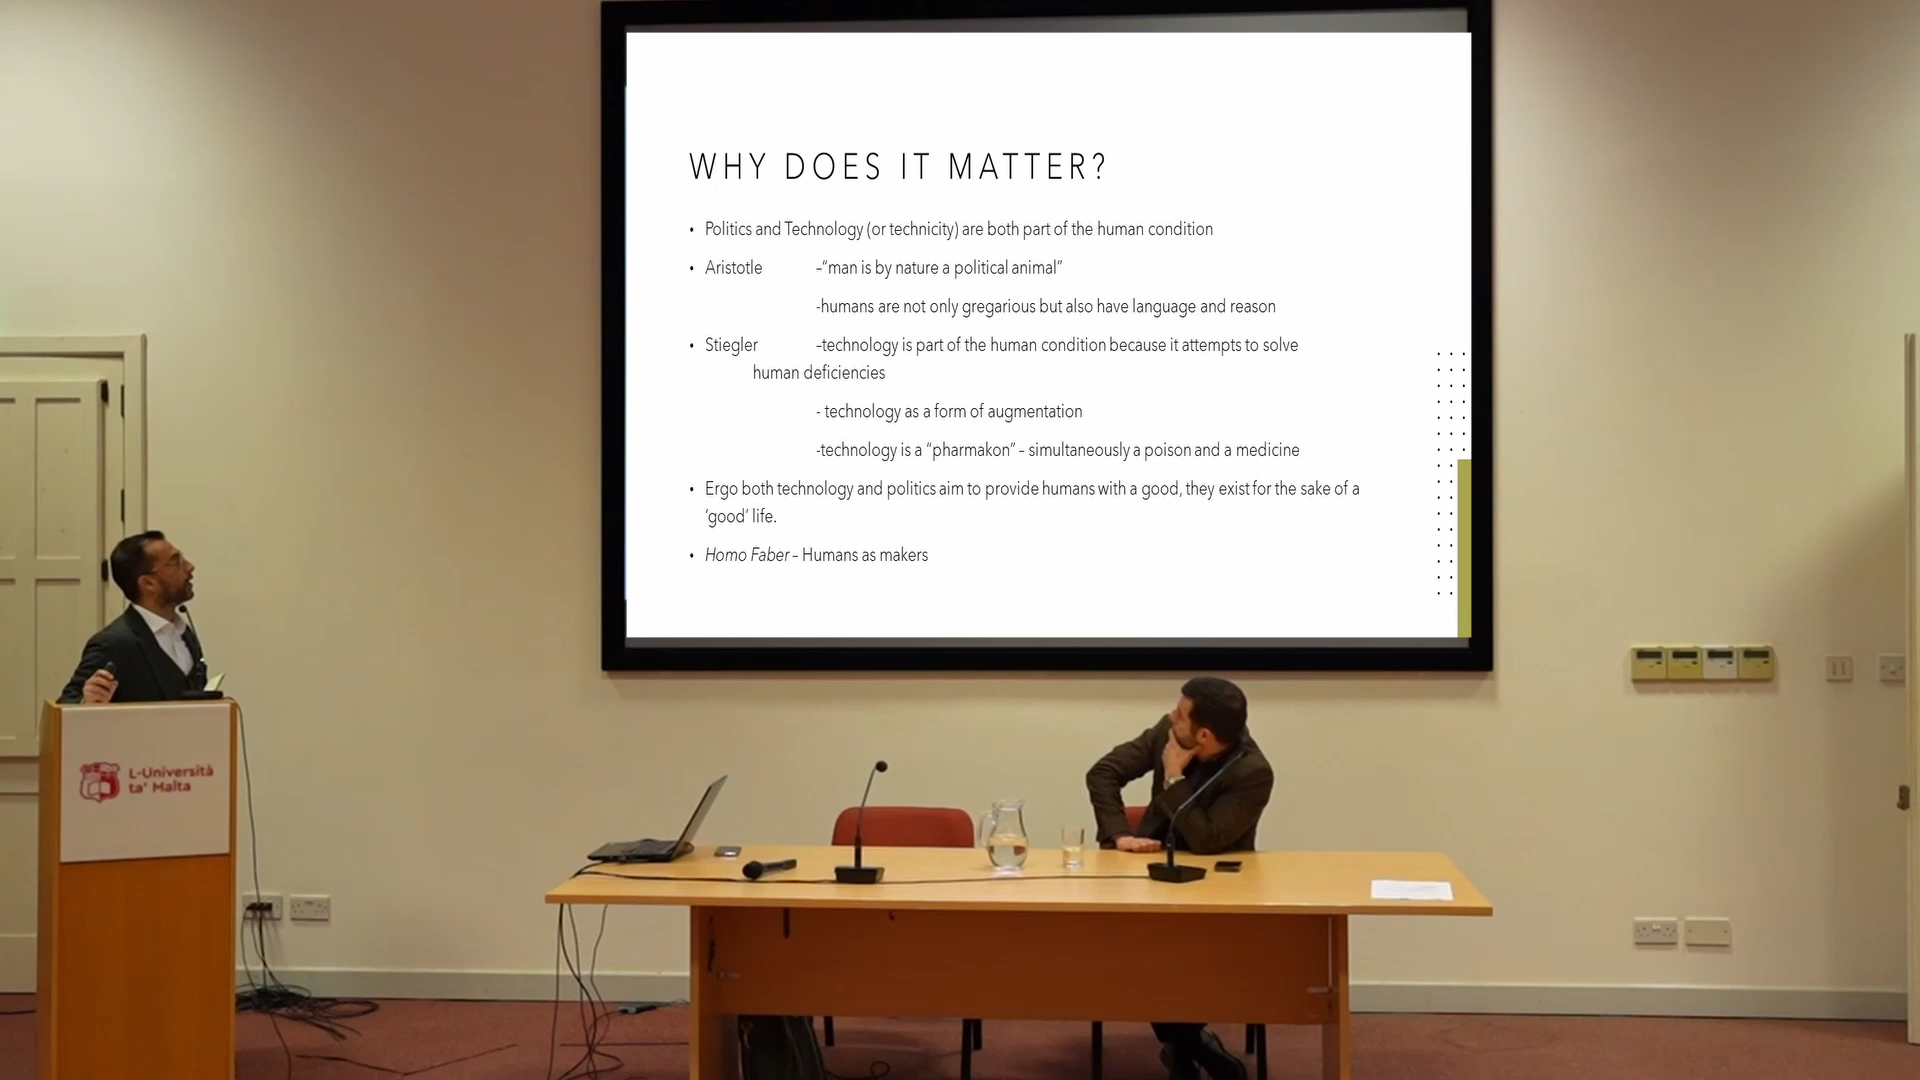 WHY DOES IT MATTER?
• Politics and Technology (or technicity) are both part of the human condition
• Aristotle –“man is by nature a political animal”
-humans are not only gregarious but also have language and reason
• Stiegler –technology is part of the human condition because it attempts to solve
human deficiencies
- technology as a form of augmentation
-technology is a “pharmakon” – simultaneously a poison and a medicine
• Ergo both technology and politics aim to provide humans with a good, they exist for the sake of a
‘good’ life.
• Homo Faber – Humans as makers
L-Università
ta’ Malta